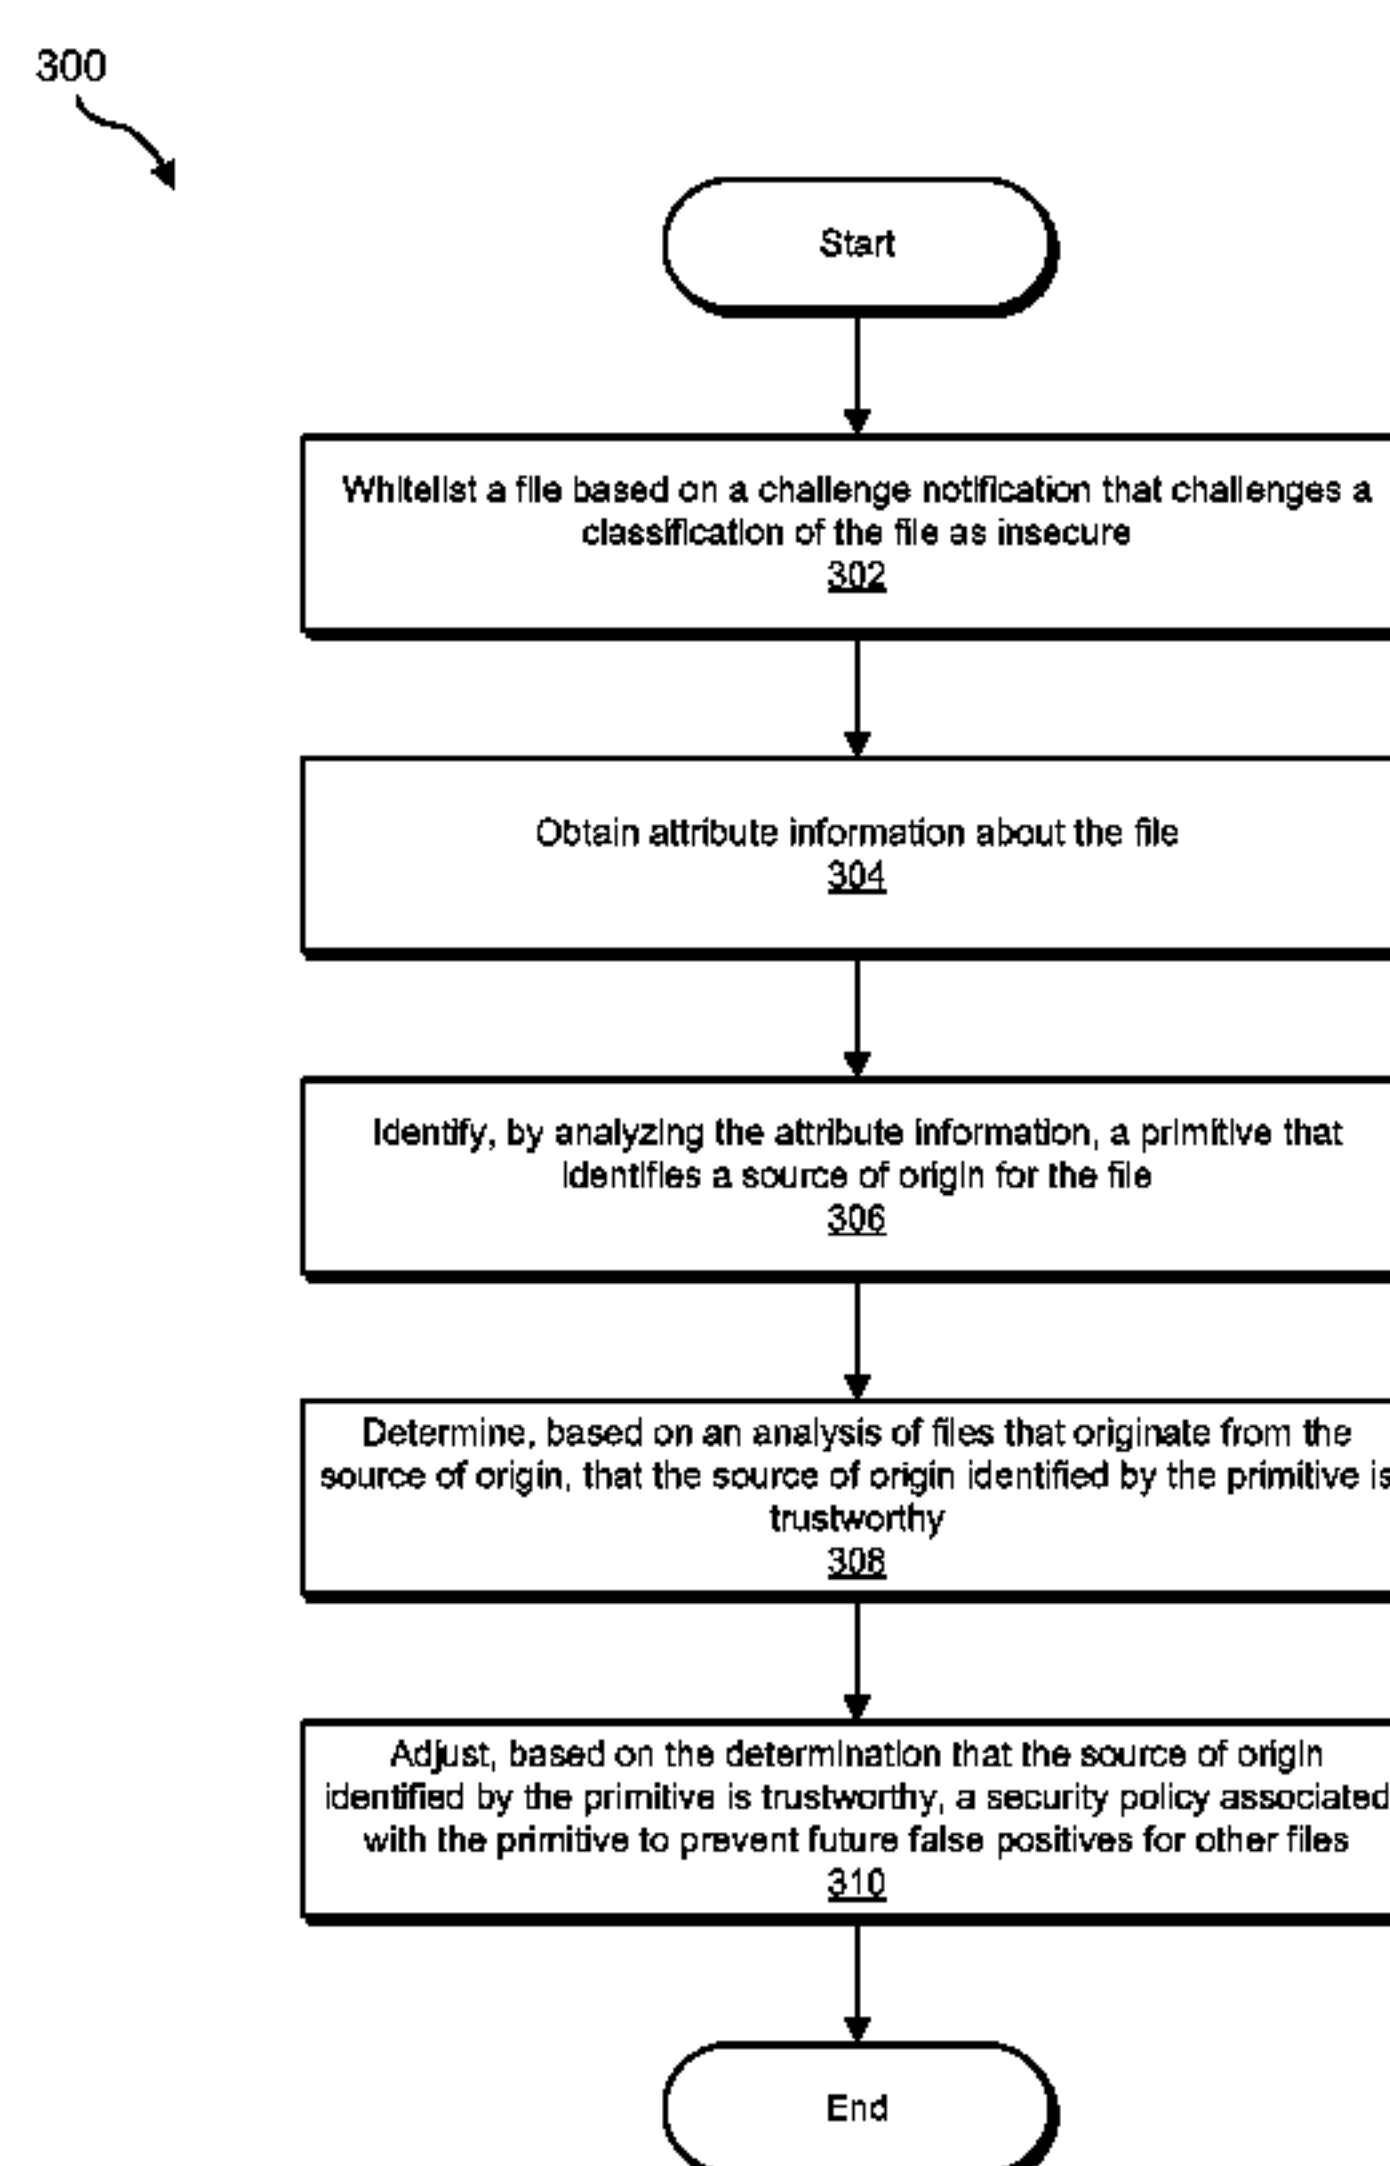 300
Start
Whitelist a file based on a challenge notification that challenges a
classification of the file as insecure
302
Obtain attribute information about the file
304
Identify, by analyzing the attribute information, a primitive that
identifies a source of origin for the file
306
Determine, based on an analysis of files that originate from the
source of origin, that the source of origin identified by the primitive is
trustworthy
308
Adjust, based on the determination that the source of origin
identified by the primitive is trustworthy, a security policy associated
with the primitive to prevent future false positives for other files
310
End